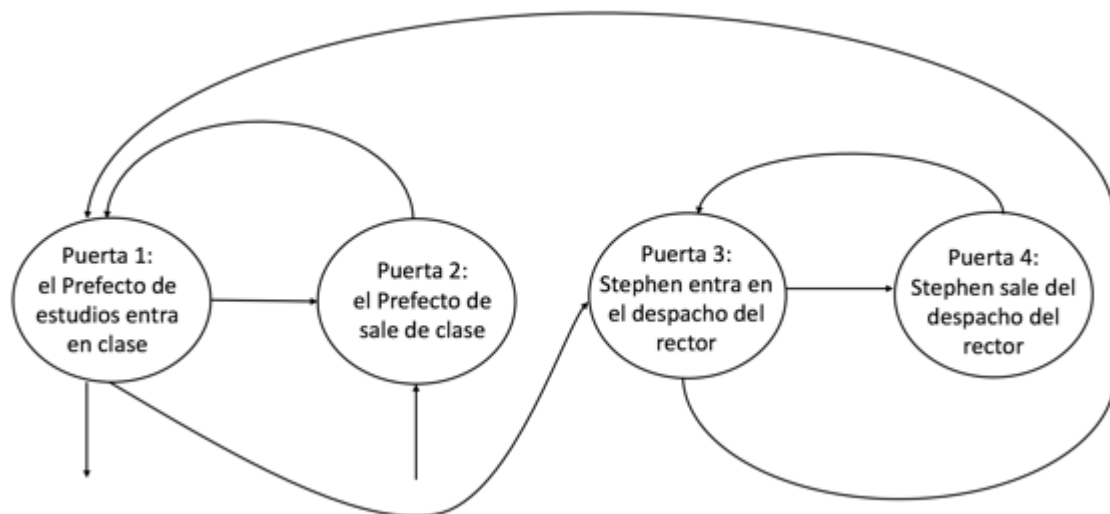 Puerta 1:
el Prefecto de
estudios entra
en clase
Puerta 2:
el Prefecto de
sale de clase
Puerta 3:
Stephen entra en
el despacho del
rector
Puerta 4:
Stephen sale del
despacho del
rector